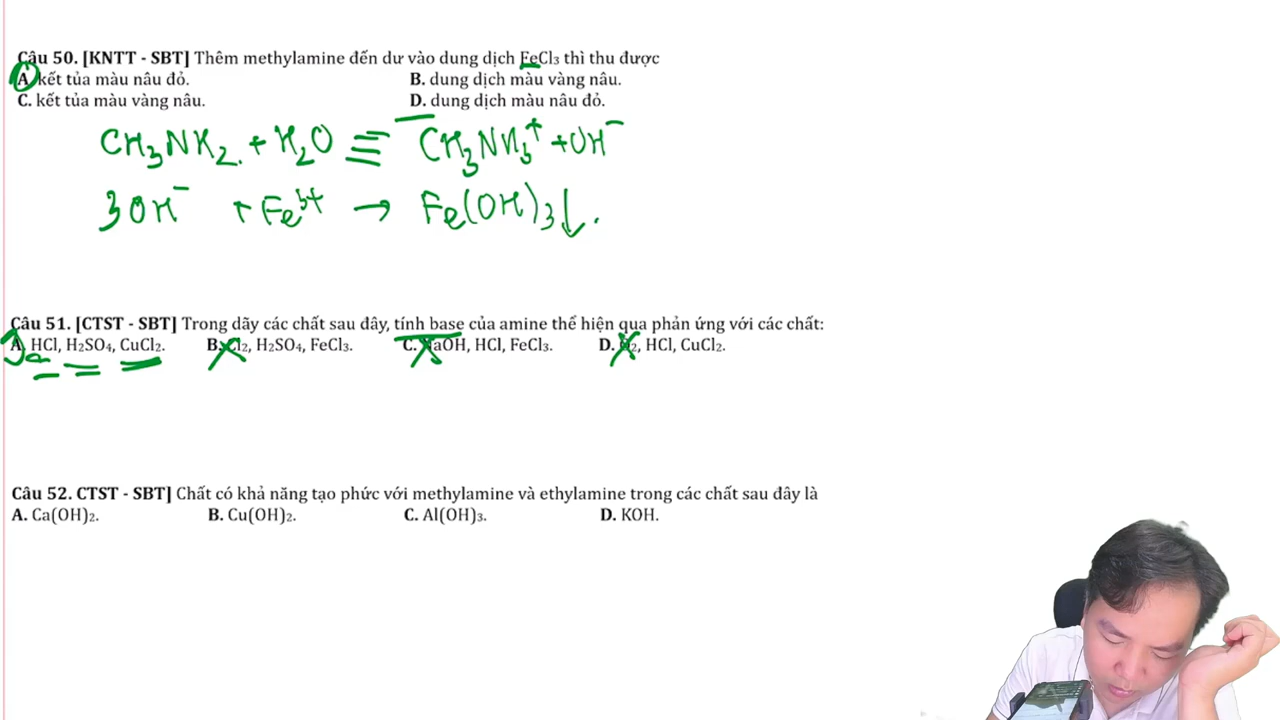 Câu 50. [KNTT - SBT] Thêm methylamine đến dư vào dung dịch FeCl₃ thì thu được
A. kết tủa màu nâu đỏ. B. dung dịch màu vàng nâu.
C. kết tủa màu vàng nâu. D. dung dịch màu nâu đỏ.
CH₃NH₂ + H₂O ⇌ CH₃NH₃⁺ + OH⁻
3OH⁻ + Fe³⁺ → Fe(OH)₃↓.
Câu 51. [CTST - SBT] Trong dãy các chất sau đây, tính base của amine thể hiện qua phản ứng với các chất:
A. HCl, H₂SO₄, CuCl₂. B. Cl₂, H₂SO₄, FeCl₃. C. NaOH, HCl, FeCl₃. D. , HCl, CuCl₂.
Câu 52. CTST - SBT] Chất có khả năng tạo phức với methylamine và ethylamine trong các chất sau đây là
A. Ca(OH)₂. B. Cu(OH)₂. C. Al(OH)₃. D. KOH.